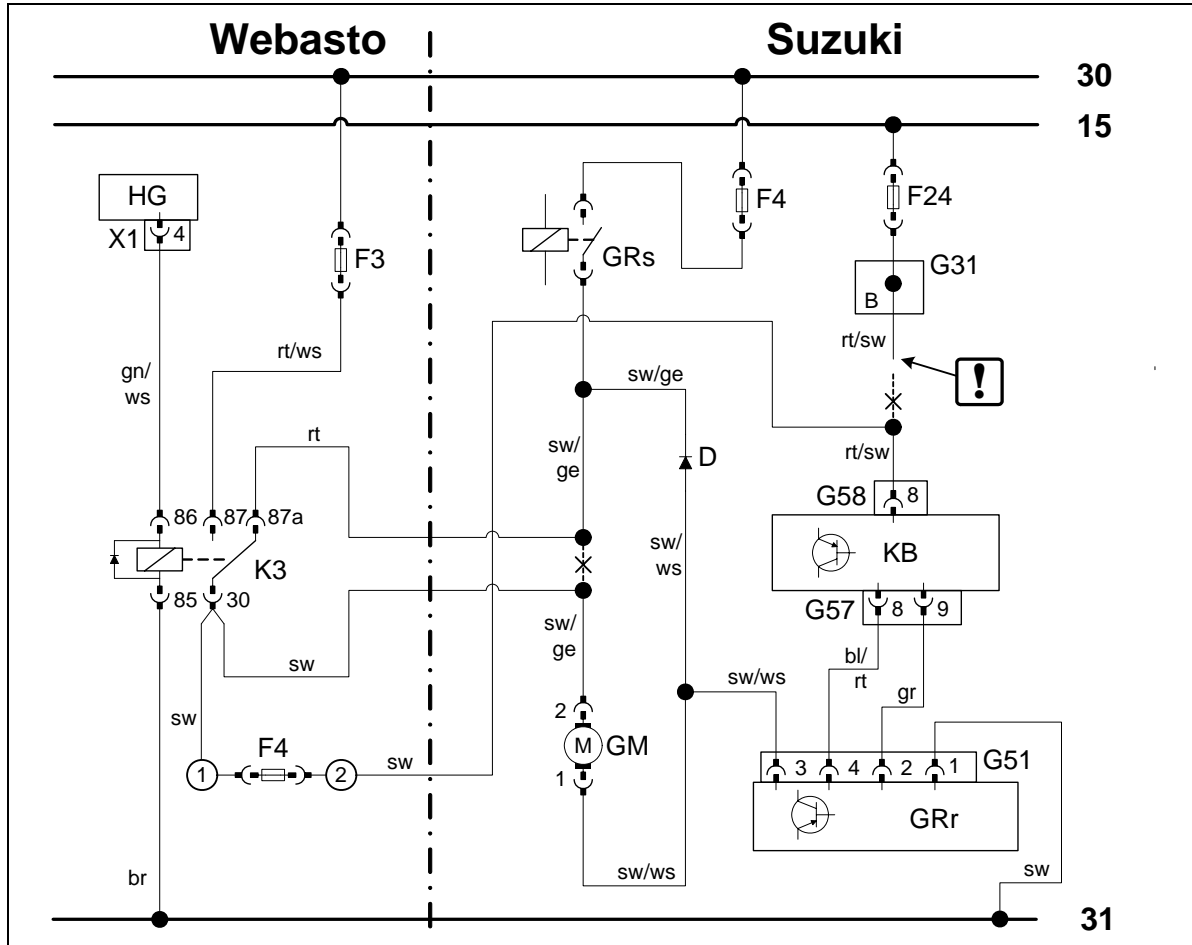 Webasto
Suzuki
30
15
HG
X1
4
F3
F4
F24
GRs
G31
B
rt/ws
rt/sw
gn/
ws
sw/ge
!
rt
sw/
ge
D
rt/sw
G58
8
86
87
87a
KB
K3
sw/
ws
85
30
G57
8
9
sw/
ge
bl/
rt
sw
sw/ws
gr
sw
2
M
GM
1
F4
1
2
sw
3
4
2
1
G51
GRr
br
sw/ws
sw
31